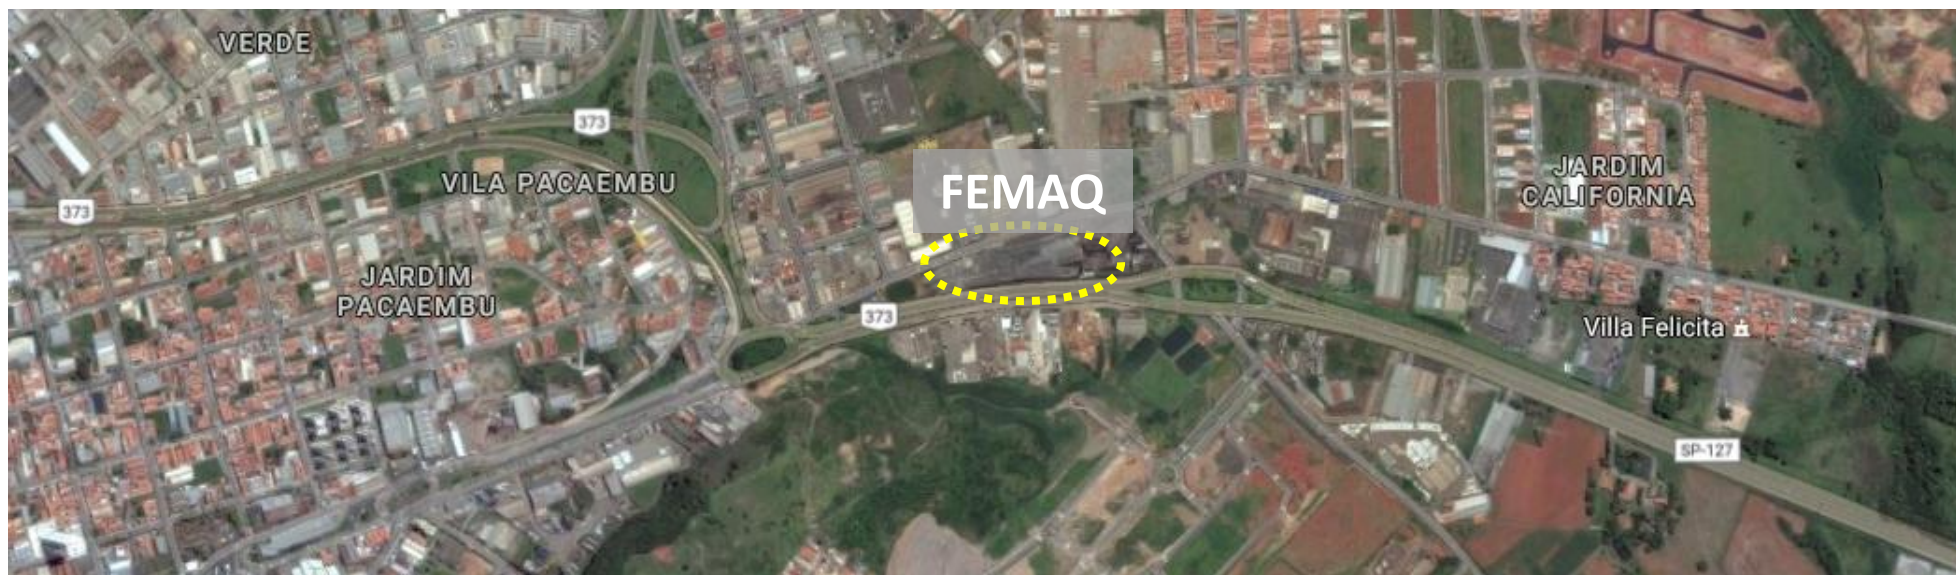 VERDE
373
VILA PACAEMBU
373
FEMAQ
JARDIM
CALIFORNIA
JARDIM
PACAEMBU
373
Villa Felicita
SP-127